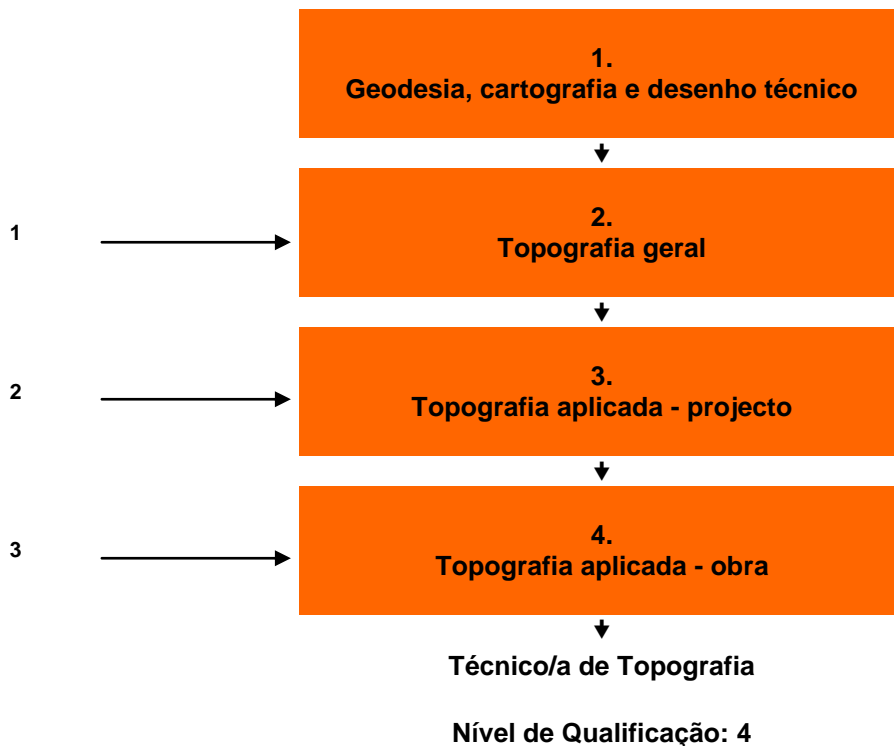 1.
Geodesia, cartografia e desenho técnico
1
2.
Topografia geral
2
3.
Topografia aplicada - projecto
3
4.
Topografia aplicada - obra
Técnico/a de Topografia
Nível de Qualificação: 4